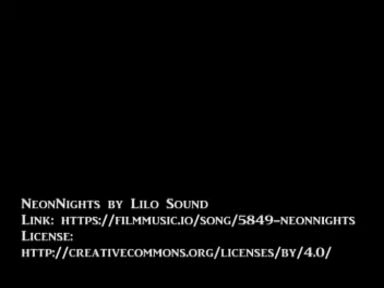 NeonNights by Lilo Sound
Link: https://filmmusic.io/song/5849-neonnights
License:
http://creativecommons.org/licenses/by/4.0/